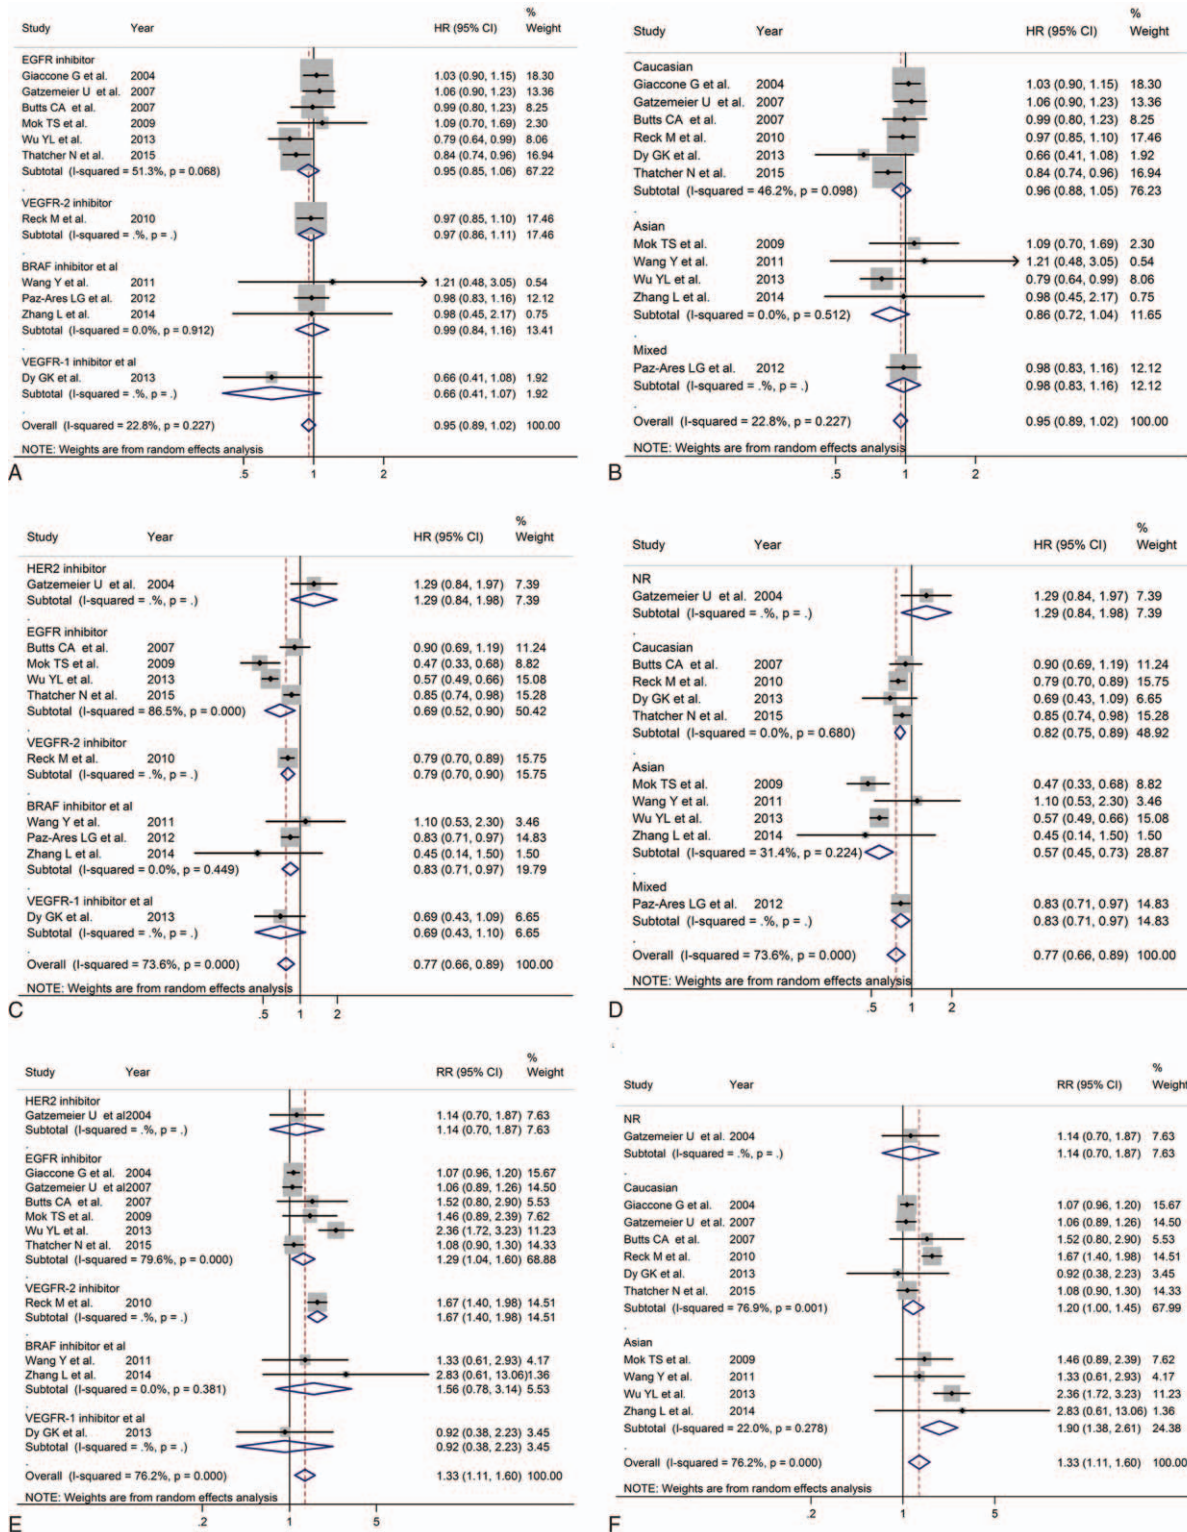 %
Study Year HR (95% CI) Weight
EGFR inhibitor
Giaccone G et al. 2004 1.03 (0.90, 1.15) 18.30
Gatzemeier U et al. 2007 1.06 (0.90, 1.23) 13.36
Butts CA et al. 2007 0.99 (0.80, 1.23) 8.25
Mok TS et al. 2009 1.09 (0.70, 1.69) 2.30
Wu YL et al. 2013 0.79 (0.64, 0.99) 8.06
Thatcher N et al. 2015 0.84 (0.74, 0.96) 16.94
Subtotal (I-squared = 51.3%, p = 0.068) 0.95 (0.85, 1.06) 67.22
.
VEGFR-2 inhibitor
Reck M et al. 2010 0.97 (0.85, 1.10) 17.46
Subtotal (I-squared = .%, p = .) 0.97 (0.86, 1.11) 17.46
.
BRAF inhibitor et al
Wang Y et al. 2011 1.21 (0.48, 3.05) 0.54
Paz-Ares LG et al. 2012 0.98 (0.83, 1.16) 12.12
Zhang L et al. 2014 0.98 (0.45, 2.17) 0.75
Subtotal (I-squared = 0.0%, p = 0.912) 0.99 (0.84, 1.16) 13.41
.
VEGFR-1 inhibitor et al
Dy GK et al. 2013 0.66 (0.41, 1.08) 1.92
Subtotal (I-squared = .%, p = .) 0.66 (0.41, 1.07) 1.92
.
Overall (I-squared = 22.8%, p = 0.227) 0.95 (0.89, 1.02) 100.00
NOTE: Weights are from random effects analysis
.5 1 2
A
%
Study Year HR (95% CI) Weight
Caucasian
Giaccone G et al. 2004 1.03 (0.90, 1.15) 18.30
Gatzemeier U et al. 2007 1.06 (0.90, 1.23) 13.36
Butts CA et al. 2007 0.99 (0.80, 1.23) 8.25
Reck M et al. 2010 0.97 (0.85, 1.10) 17.46
Dy GK et al. 2013 0.66 (0.41, 1.08) 1.92
Thatcher N et al. 2015 0.84 (0.74, 0.96) 16.94
Subtotal (I-squared = 46.2%, p = 0.098) 0.96 (0.88, 1.05) 76.23
.
Asian
Mok TS et al. 2009 1.09 (0.70, 1.69) 2.30
Wang Y et al. 2011 1.21 (0.48, 3.05) 0.54
Wu YL et al. 2013 0.79 (0.64, 0.99) 8.06
Zhang L et al. 2014 0.98 (0.45, 2.17) 0.75
Subtotal (I-squared = 0.0%, p = 0.512) 0.86 (0.72, 1.04) 11.65
.
Mixed
Paz-Ares LG et al. 2012 0.98 (0.83, 1.16) 12.12
Subtotal (I-squared = .%, p = .) 0.98 (0.83, 1.16) 12.12
.
Overall (I-squared = 22.8%, p = 0.227) 0.95 (0.89, 1.02) 100.00
NOTE: Weights are from random effects analysis
.5 1 2
B
%
Study Year HR (95% CI) Weight
HER2 inhibitor
Gatzemeier U et al. 2004 1.29 (0.84, 1.97) 7.39
Subtotal (I-squared = .%, p = .) 1.29 (0.84, 1.98) 7.39
.
EGFR inhibitor
Butts CA et al. 2007 0.90 (0.69, 1.19) 11.24
Mok TS et al. 2009 0.47 (0.33, 0.68) 8.82
Wu YL et al. 2013 0.57 (0.49, 0.66) 15.08
Thatcher N et al. 2015 0.85 (0.74, 0.98) 15.28
Subtotal (I-squared = 86.5%, p = 0.000) 0.69 (0.52, 0.90) 50.42
.
VEGFR-2 inhibitor
Reck M et al. 2010 0.79 (0.70, 0.89) 15.75
Subtotal (I-squared = .%, p = .) 0.79 (0.70, 0.90) 15.75
.
BRAF inhibitor et al
Wang Y et al. 2011 1.10 (0.53, 2.30) 3.46
Paz-Ares LG et al. 2012 0.83 (0.71, 0.97) 14.83
Zhang L et al. 2014 0.45 (0.14, 1.50) 1.50
Subtotal (I-squared = 0.0%, p = 0.449) 0.83 (0.71, 0.97) 19.79
.
VEGFR-1 inhibitor et al
Dy GK et al. 2013 0.69 (0.43, 1.09) 6.65
Subtotal (I-squared = .%, p = .) 0.69 (0.43, 1.10) 6.65
.
Overall (I-squared = 73.6%, p = 0.000) 0.77 (0.66, 0.89) 100.00
NOTE: Weights are from random effects analysis
.5 1 2
C
%
Study Year HR (95% CI) Weight
NR
Gatzemeier U et al. 2004 1.29 (0.84, 1.97) 7.39
Subtotal (I-squared = .%, p = .) 1.29 (0.84, 1.98) 7.39
.
Caucasian
Butts CA et al. 2007 0.90 (0.69, 1.19) 11.24
Reck M et al. 2010 0.79 (0.70, 0.89) 15.75
Dy GK et al. 2013 0.69 (0.43, 1.09) 6.65
Thatcher N et al. 2015 0.85 (0.74, 0.98) 15.28
Subtotal (I-squared = 0.0%, p = 0.680) 0.82 (0.75, 0.89) 48.92
.
Asian
Mok TS et al. 2009 0.47 (0.33, 0.68) 8.82
Wang Y et al. 2011 1.10 (0.53, 2.30) 3.46
Wu YL et al. 2013 0.57 (0.49, 0.66) 15.08
Zhang L et al. 2014 0.45 (0.14, 1.50) 1.50
Subtotal (I-squared = 31.4%, p = 0.224) 0.57 (0.45, 0.73) 28.87
.
Mixed
Paz-Ares LG et al. 2012 0.83 (0.71, 0.97) 14.83
Subtotal (I-squared = .%, p = .) 0.83 (0.71, 0.97) 14.83
.
Overall (I-squared = 73.6%, p = 0.000) 0.77 (0.66, 0.89) 100.00
NOTE: Weights are from random effects analysis
.5 1 2
D
%
Study Year RR (95% CI) Weight
HER2 inhibitor
Gatzemeier U et al2004 1.14 (0.70, 1.87) 7.63
Subtotal (I-squared = .%, p = .) 1.14 (0.70, 1.87) 7.63
.
EGFR inhibitor
Giaccone G et al. 2004 1.07 (0.96, 1.20) 15.67
Gatzemeier U et al2007 1.06 (0.89, 1.26) 14.50
Butts CA et al. 2007 1.52 (0.80, 2.90) 5.53
Mok TS et al. 2009 1.46 (0.89, 2.39) 7.62
Wu YL et al. 2013 2.36 (1.72, 3.23) 11.23
Thatcher N et al. 2015 1.08 (0.90, 1.30) 14.33
Subtotal (I-squared = 79.6%, p = 0.000) 1.29 (1.04, 1.60) 68.88
.
VEGFR-2 inhibitor
Reck M et al. 2010 1.67 (1.40, 1.98) 14.51
Subtotal (I-squared = .%, p = .) 1.67 (1.40, 1.98) 14.51
.
BRAF inhibitor et al
Wang Y et al. 2011 1.33 (0.61, 2.93) 4.17
Zhang L et al. 2014 2.83 (0.61, 13.06)1.36
Subtotal (I-squared = 0.0%, p = 0.381) 1.56 (0.78, 3.14) 5.53
.
VEGFR-1 inhibitor et al
Dy GK et al. 2013 0.92 (0.38, 2.23) 3.45
Subtotal (I-squared = .%, p = .) 0.92 (0.38, 2.23) 3.45
.
Overall (I-squared = 76.2%, p = 0.000) 1.33 (1.11, 1.60) 100.00
NOTE: Weights are from random effects analysis
.2 1 5
E
%
Study Year RR (95% CI) Weight
NR
Gatzemeier U et al. 2004 1.14 (0.70, 1.87) 7.63
Subtotal (I-squared = .%, p = .) 1.14 (0.70, 1.87) 7.63
.
Caucasian
Giaccone G et al. 2004 1.07 (0.96, 1.20) 15.67
Gatzemeier U et al. 2007 1.06 (0.89, 1.26) 14.50
Butts CA et al. 2007 1.52 (0.80, 2.90) 5.53
Reck M et al. 2010 1.67 (1.40, 1.98) 14.51
Dy GK et al. 2013 0.92 (0.38, 2.23) 3.45
Thatcher N et al. 2015 1.08 (0.90, 1.30) 14.33
Subtotal (I-squared = 76.9%, p = 0.001) 1.20 (1.00, 1.45) 67.99
.
Asian
Mok TS et al. 2009 1.46 (0.89, 2.39) 7.62
Wang Y et al. 2011 1.33 (0.61, 2.93) 4.17
Wu YL et al. 2013 2.36 (1.72, 3.23) 11.23
Zhang L et al. 2014 2.83 (0.61, 13.06) 1.36
Subtotal (I-squared = 22.0%, p = 0.278) 1.90 (1.38, 2.61) 24.38
.
Overall (I-squared = 76.2%, p = 0.000) 1.33 (1.11, 1.60) 100.00
NOTE: Weights are from random effects analysis
.2 1 5
F